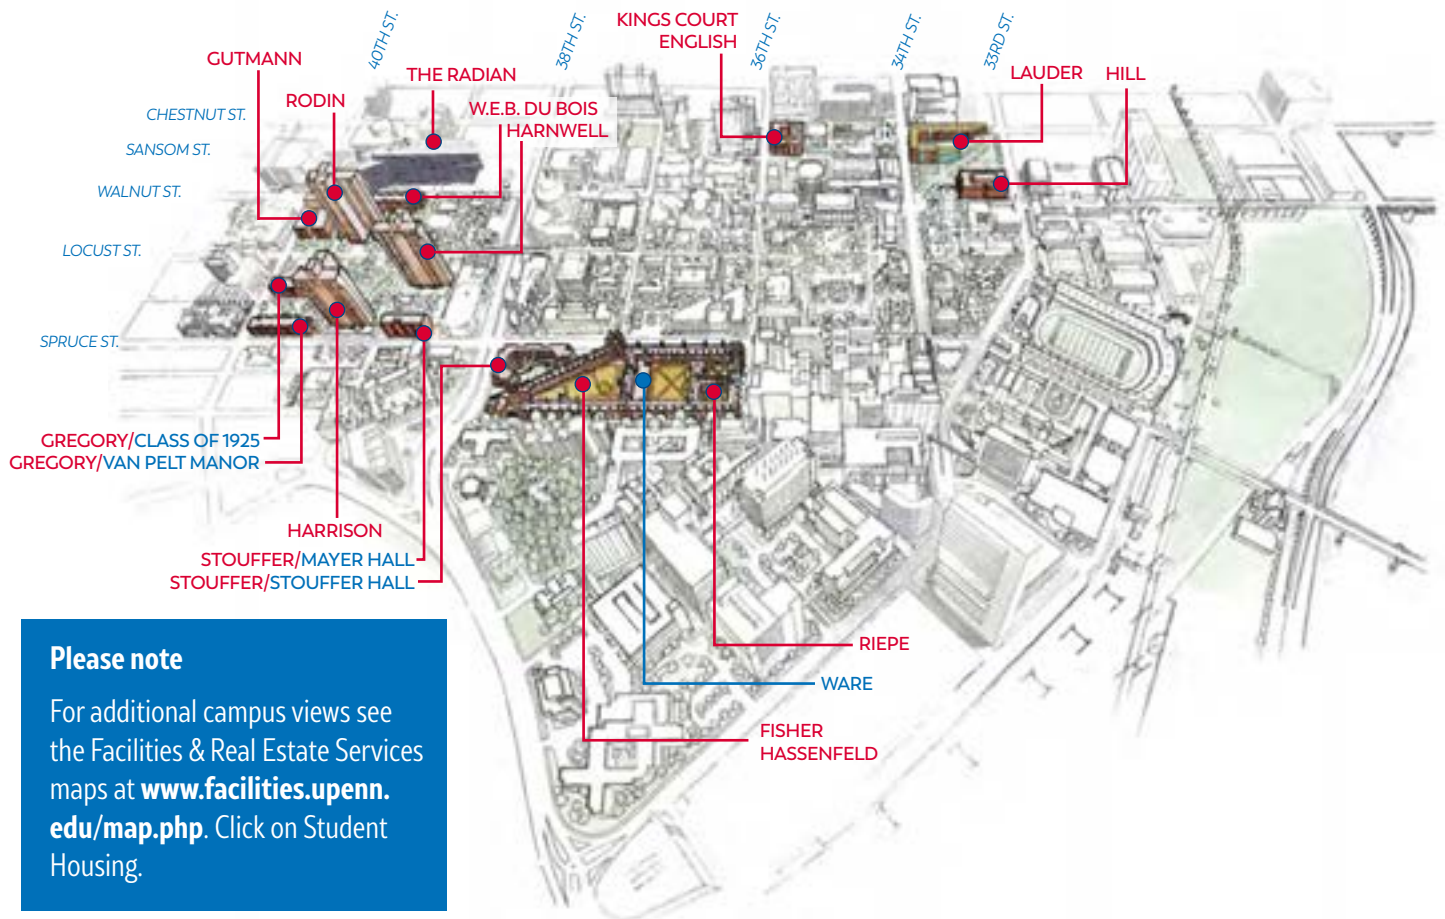 40TH ST.
38TH ST.
KINGS COURT
ENGLISH
36TH ST.
34TH ST.
33RD ST.
GUTMANN
THE RADIAN
LAUDER
HILL
RODIN
W.E.B. DU BOIS
HARNWELL
CHESTNUT ST.
SANSOM ST.
WALNUT ST.
LOCUST ST.
SPRUCE ST.
GREGORY/CLASS OF 1925
GREGORY/VAN PELT MANOR
HARRISON
STOUFFER/MAYER HALL
STOUFFER/STOUFFER HALL
RIEPE
WARE
FISHER
HASSENFELD
Please note
For additional campus views see
the Facilities & Real Estate Services
maps at www.facilities.upenn.
edu/map.php. Click on Student
Housing.